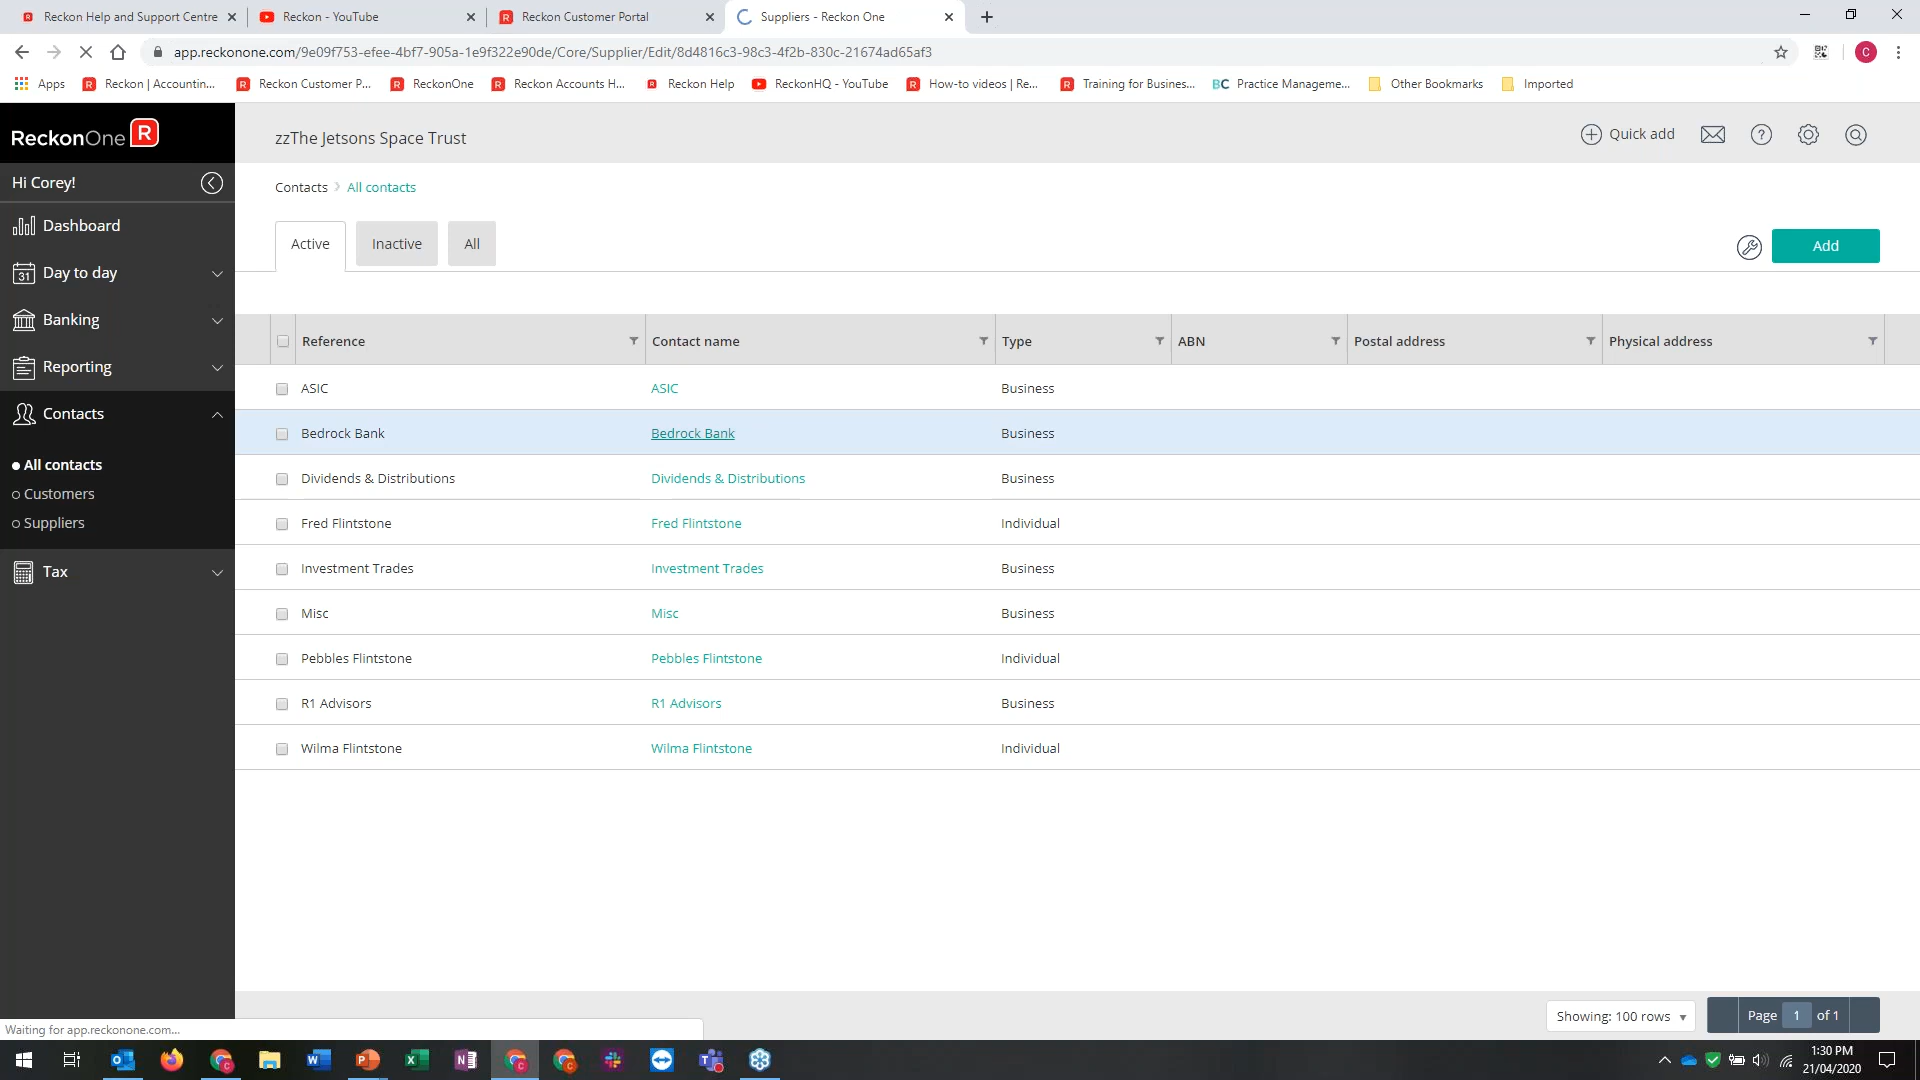 Reckon Help and Support Centre
Reckon - YouTube
Reckon Customer Portal
Suppliers - Reckon One
app.reckonone.com/9e09f753-efee-4bf7-905a-1e9f322e90de/Core/Supplier/Edit/8d4816c3-98c3-4f2b-830c-21674ad65af3
C
Apps
Reckon | Accountin...
Reckon Customer P...
ReckonOne
Reckon Accounts H...
Reckon Help
ReckonHQ - YouTube
How-to videos | Re...
Training for Busines...
BC Practice Manageme...
Other Bookmarks
Imported
ReckonOne R
zzThe Jetsons Space Trust
Quick add
Hi Corey!
Dashboard
31 Day to day
Banking
Reporting
Contacts
All contacts
Customers
Suppliers
Tax
Contacts > All contacts
Active
Inactive
All
Add
Reference Contact name Type ABN Postal address Physical address
ASIC ASIC Business
Bedrock Bank Bedrock Bank Business
Dividends & Distributions Dividends & Distributions Business
Fred Flintstone Fred Flintstone Individual
Investment Trades Investment Trades Business
Misc Misc Business
Pebbles Flintstone Pebbles Flintstone Individual
R1 Advisors R1 Advisors Business
Wilma Flintstone Wilma Flintstone Individual
Showing: 100 rows
Page 1 of 1
Waiting for app.reckonone.com...
1:30 PM
21/04/2020